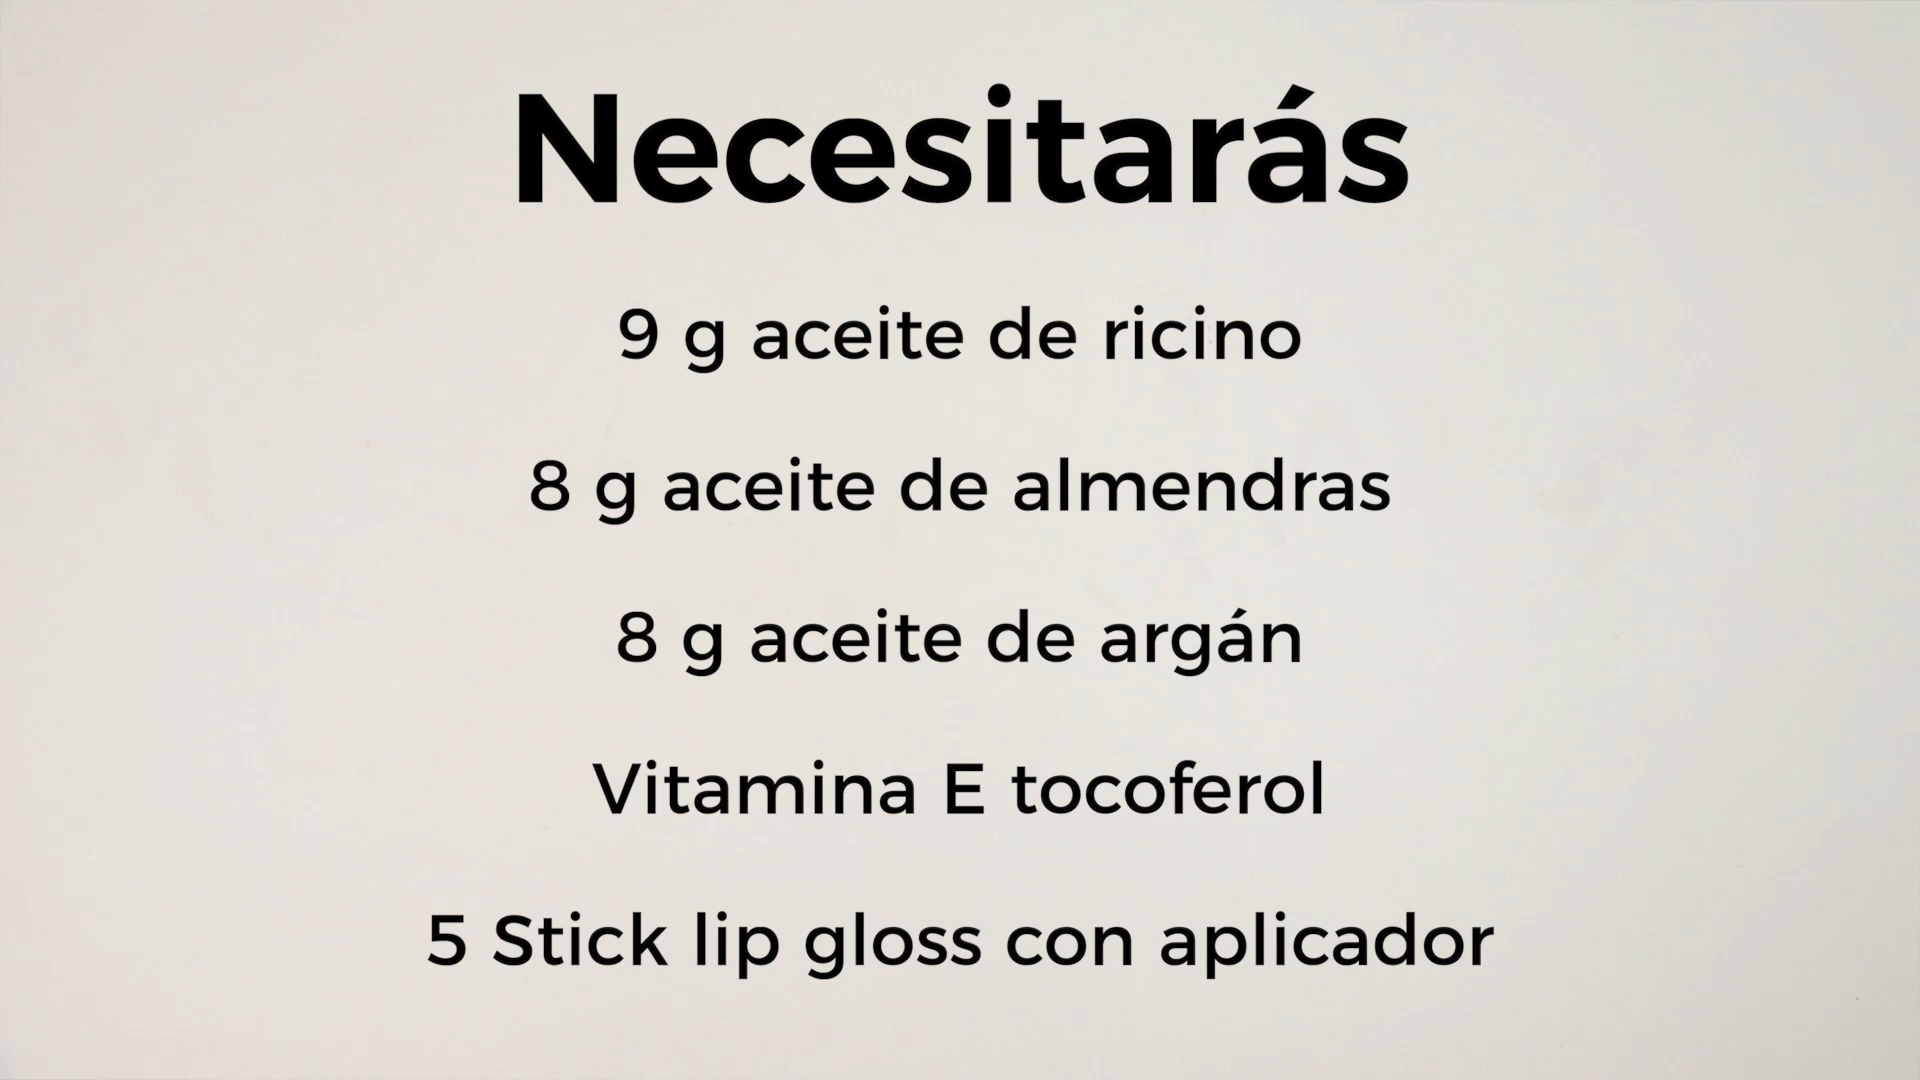 Necesitarás
9 g aceite de ricino
8 g aceite de almendras
8 g aceite de argán
Vitamina E tocoferol
5 Stick lip gloss con aplicador